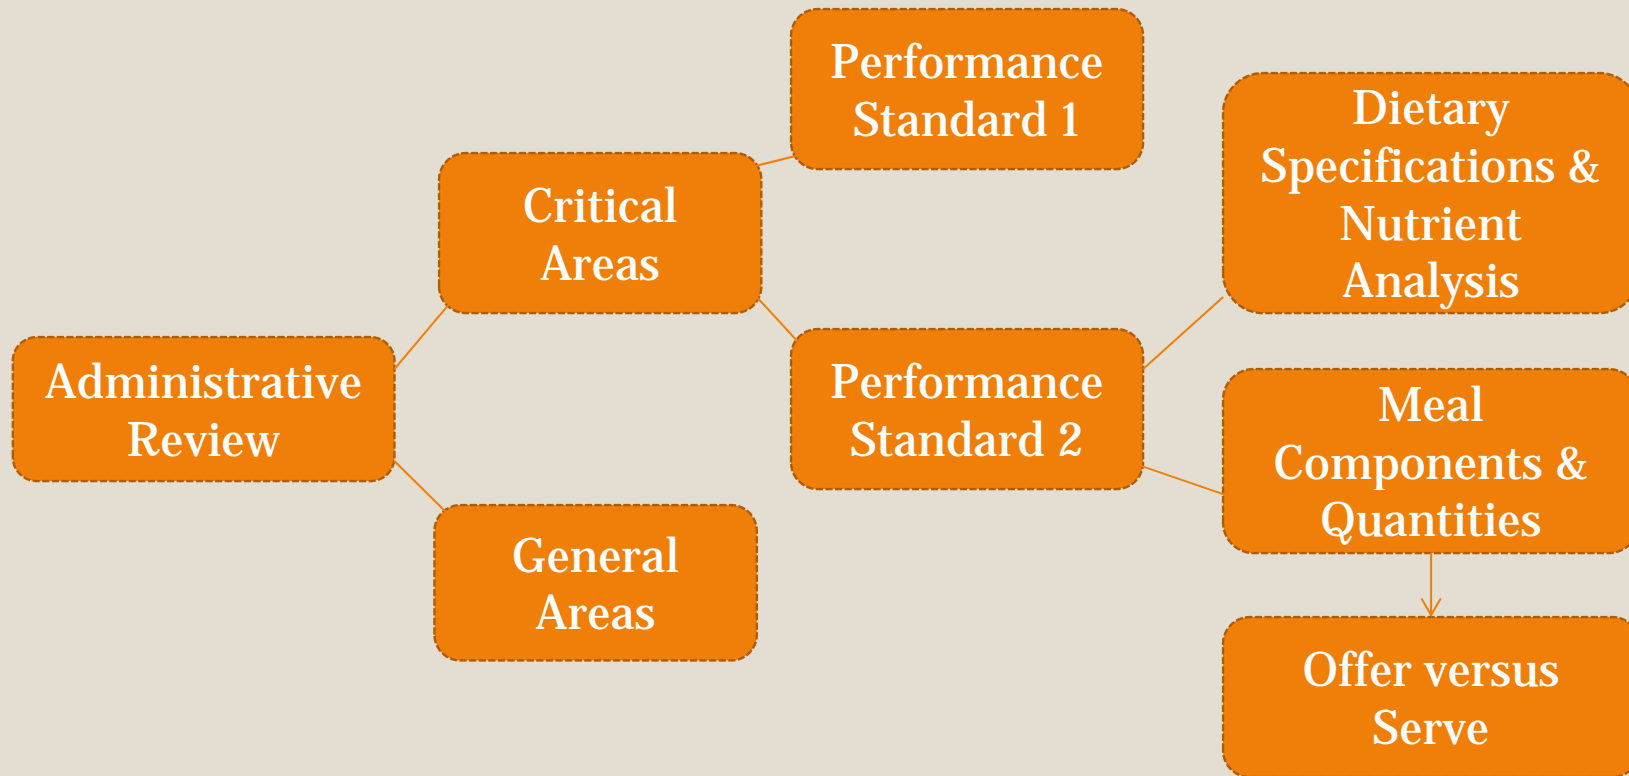 Administrative
Review
Critical
Areas
General
Areas
Performance
Standard 1
Performance
Standard 2
Dietary
Specifications &
Nutrient
Analysis
Meal
Components &
Quantities
Offer versus
Serve